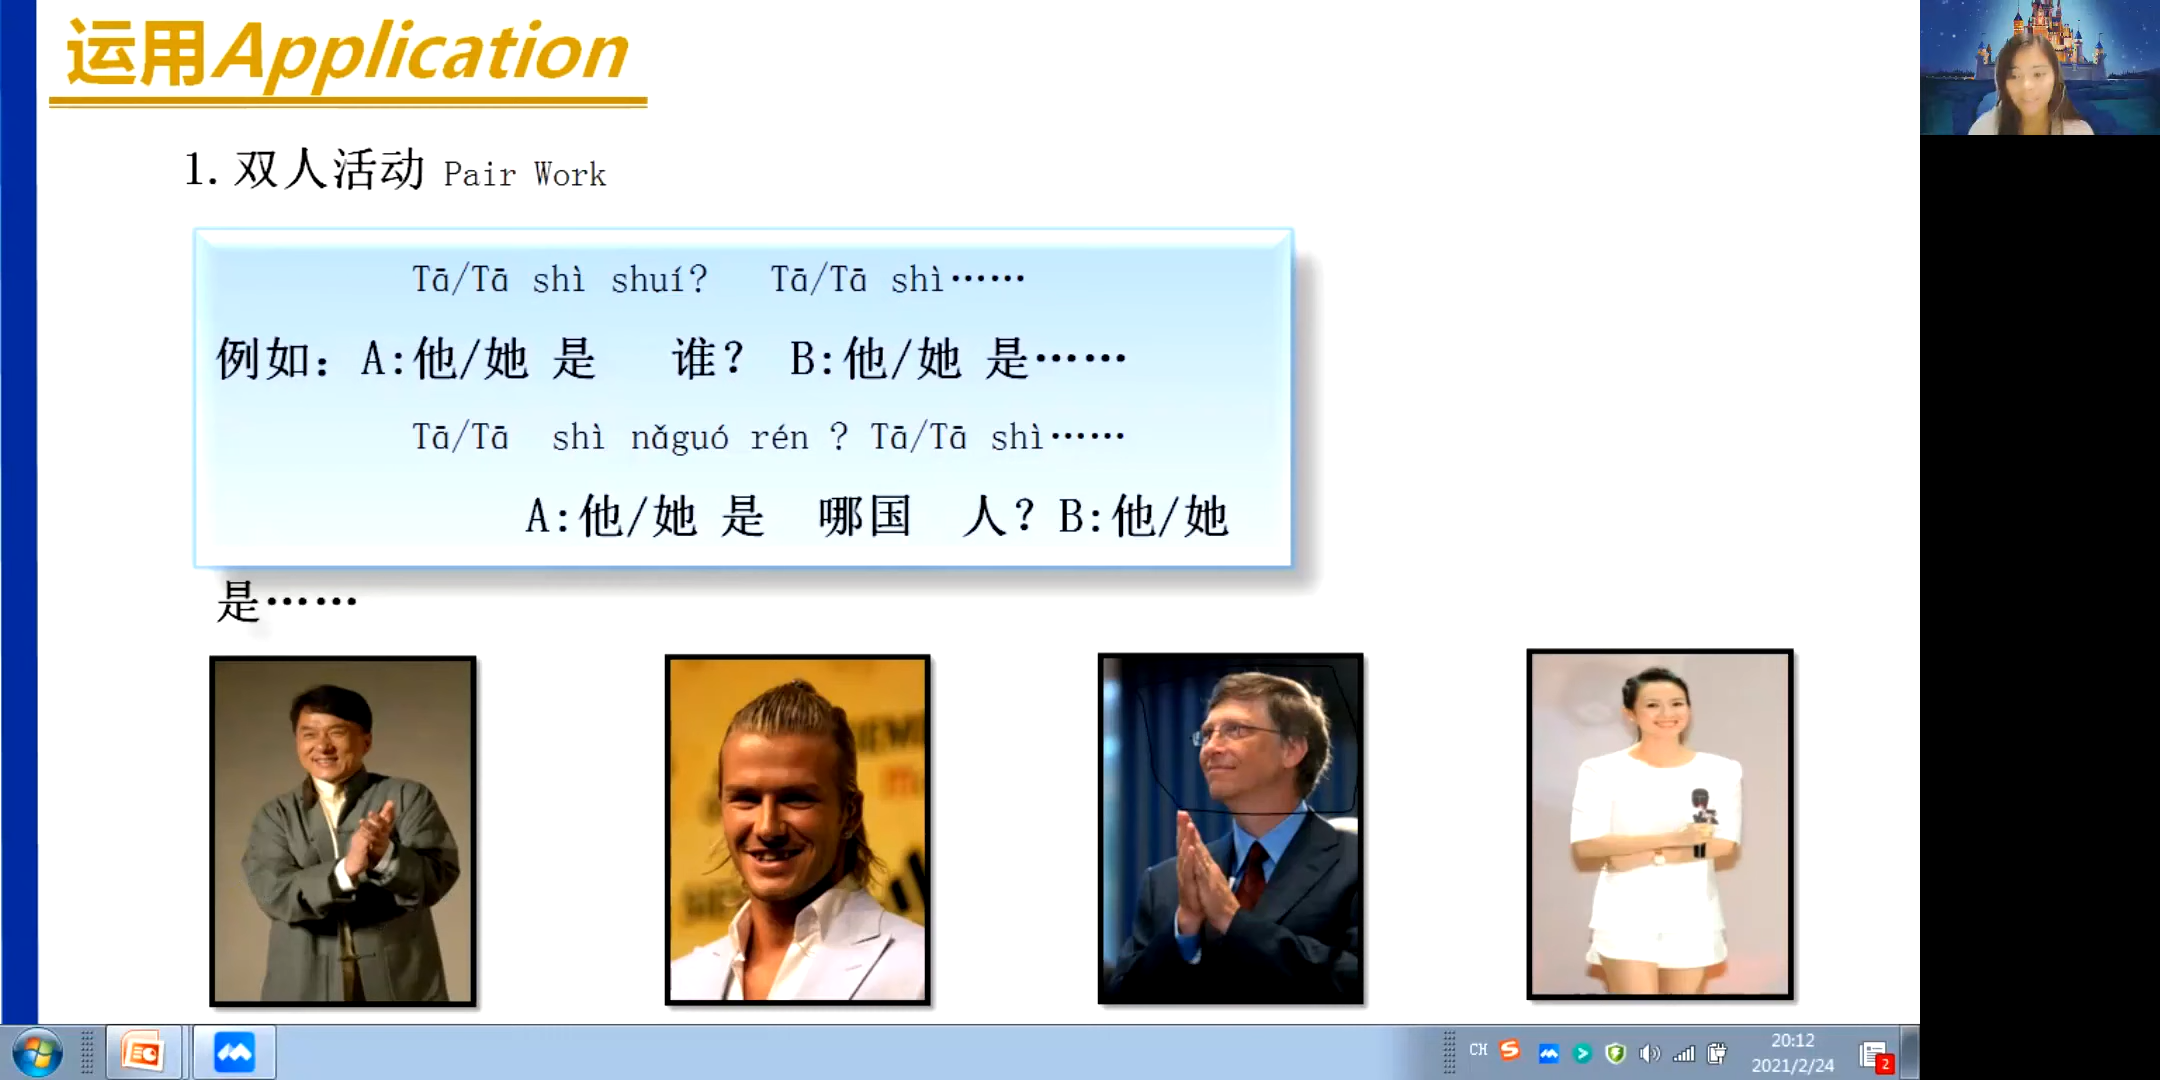 运用Application
1. 双人活动 Pair Work
Tā/Tā shì shuí? Tā/Tā shì……
例如：A:他/她 是 谁？ B:他/她 是……
Tā/Tā shì nǎguó rén ? Tā/Tā shì……
A:他/她 是 哪国 人？B:他/她
是……
CH
20:12
2021/2/24
2